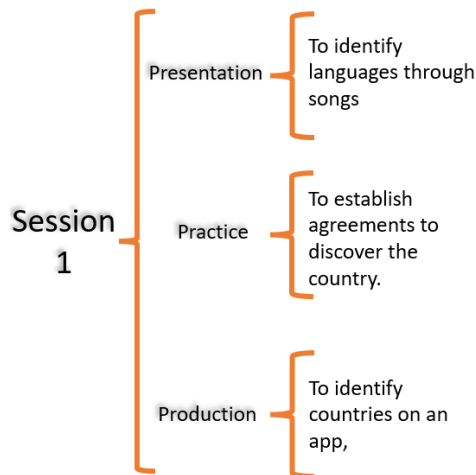 Session
1
Presentation
To identify
languages through
songs
Practice
To establish
agreements to
discover the
country.
Production
To identify
countries on an
app,